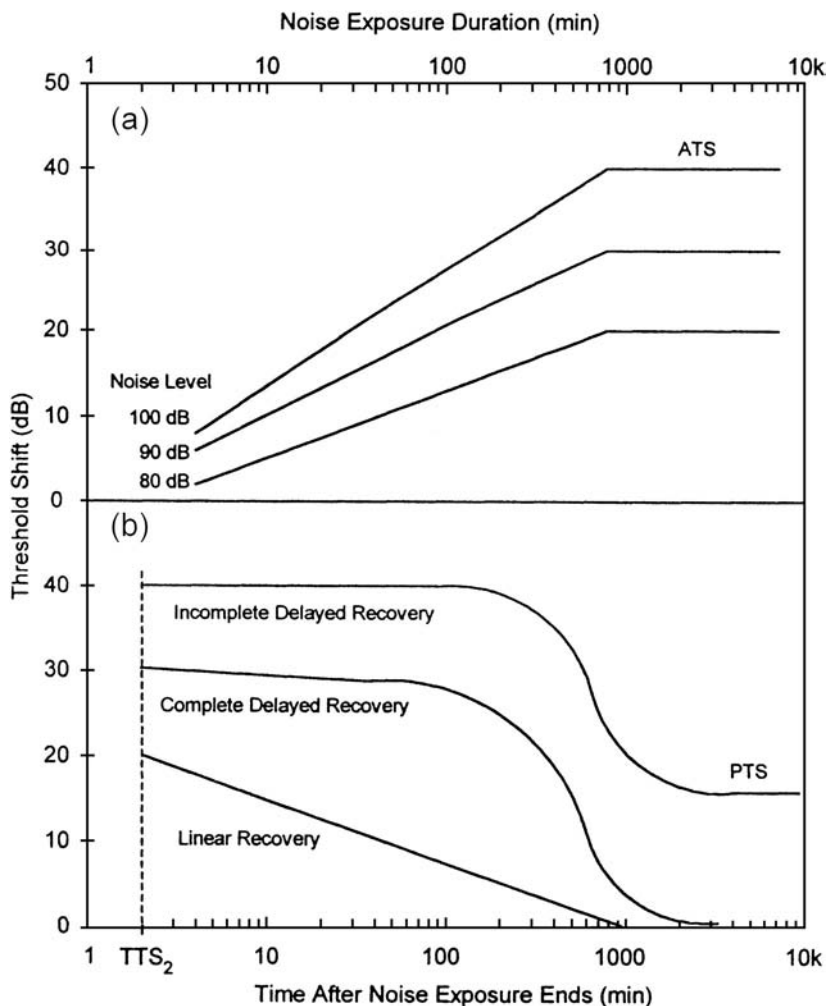 Noise Exposure Duration (min)
1 10 100 1000 10k
50
(a)
ATS
40
30
20
Noise Level
100 dB
10
90 dB
80 dB
0
Threshold Shift (dB)
(b)
40
Incomplete Delayed Recovery
30
Complete Delayed Recovery
20
PTS
10
Linear Recovery
0
1 TTS₂ 10 100 1000 10k
Time After Noise Exposure Ends (min)